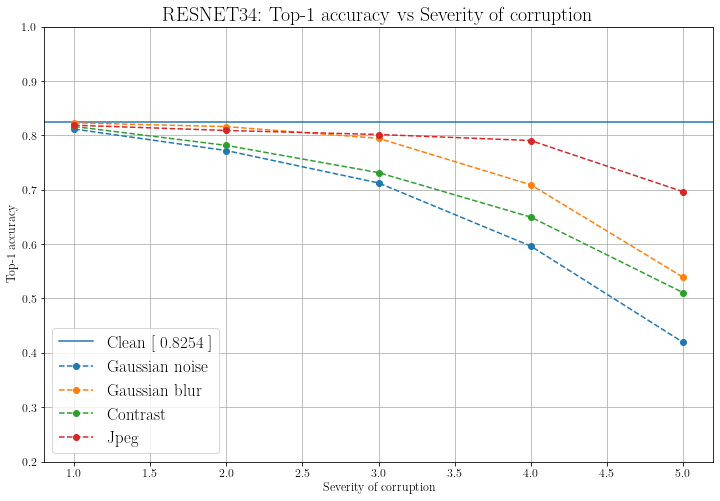 RESNET34: Top-1 accuracy vs Severity of corruption
1.0
0.9
0.8
0.7
0.6
0.5
0.4
0.3
0.2
Top-1 accuracy
Clean [ 0.8254 ]
Gaussian noise
Gaussian blur
Contrast
Jpeg
1.0 1.5 2.0 2.5 3.0 3.5 4.0 4.5 5.0
Severity of corruption